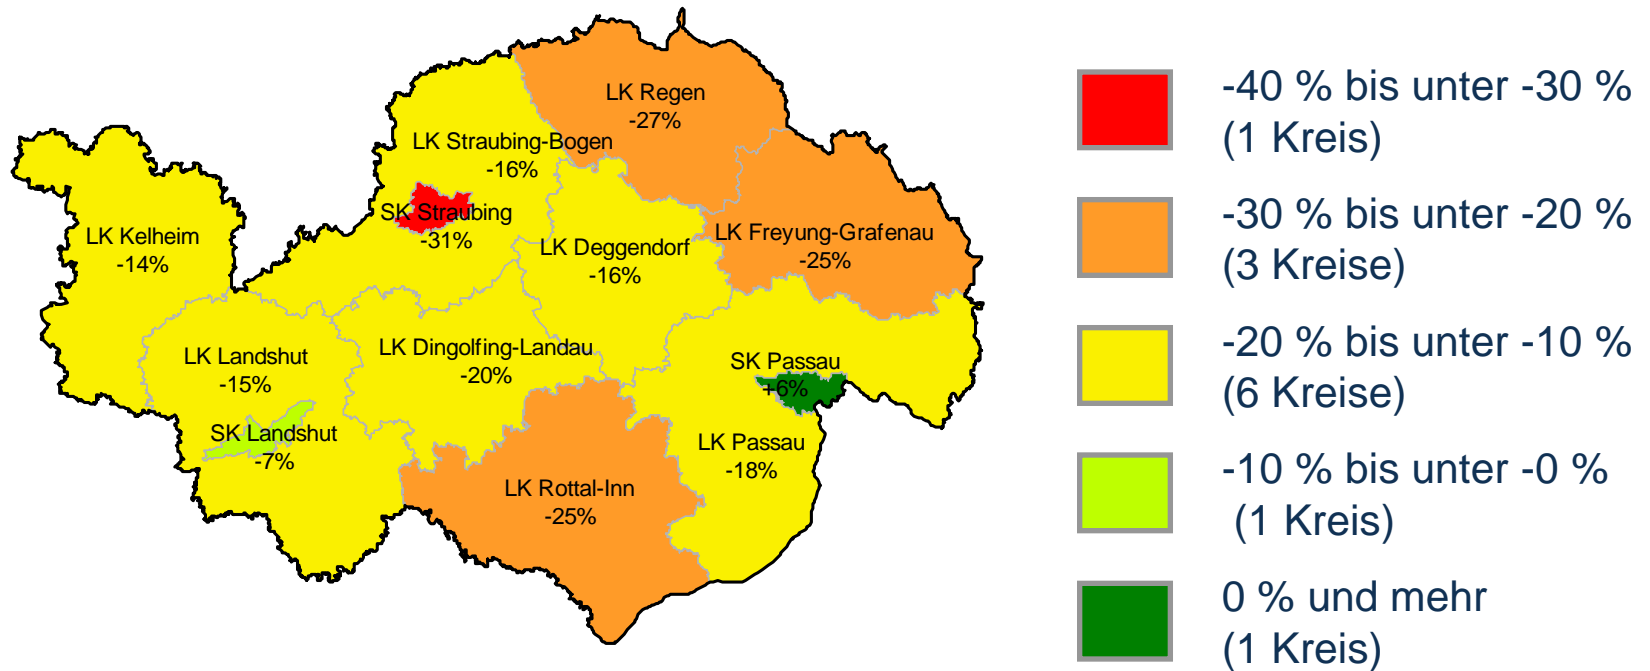 LK Regen
-27%
LK Straubing-Bogen
-16%
SK Straubing
-31%
LK Kelheim
-14%
LK Deggendorf
-16%
LK Freyung-Grafenau
-25%
LK Landshut
-15%
LK Dingolfing-Landau
-20%
SK Passau
+6%
SK Landshut
-7%
LK Passau
-18%
LK Rottal-Inn
-25%
-40 % bis unter -30 %
(1 Kreis)
-30 % bis unter -20 %
(3 Kreise)
-20 % bis unter -10 %
(6 Kreise)
-10 % bis unter -0 %
(1 Kreis)
0 % und mehr
(1 Kreis)